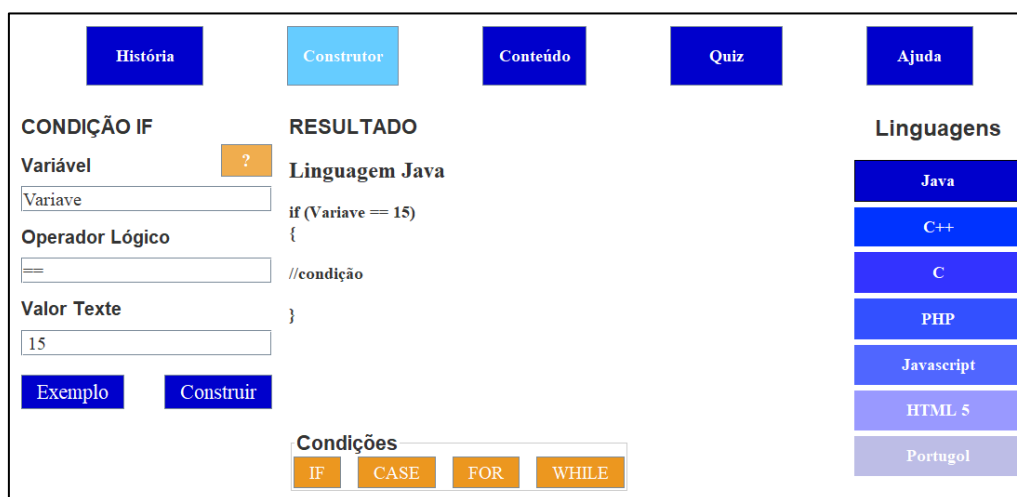 História Construtor Conteúdo Quiz Ajuda
CONDIÇÃO IF
Variável ?
Variave
Operador Lógico
==
Valor Texte
15
Exemplo Construir
RESULTADO
Linguagem Java
if (Variave == 15)
{
//condição
}
Condições
IF CASE FOR WHILE
Linguagens
Java
C++
C
PHP
Javascript
HTML 5
Portugol